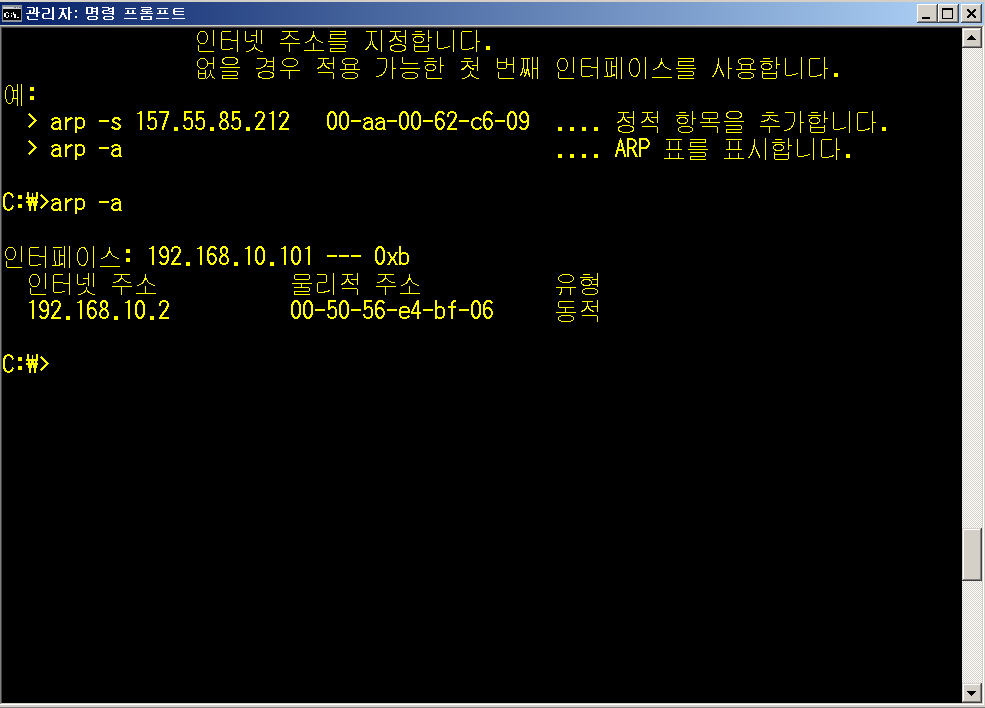 관리자: 명령 프롬프트
인터넷 주소를 지정합니다.
없을 경우 적용 가능한 첫 번째 인터페이스를 사용합니다.
예:
> arp -s 157.55.85.212 00-aa-00-62-c6-09 .... 정적 항목을 추가합니다.
> arp -a .... ARP 표를 표시합니다.
C:₩>arp -a
인터페이스: 192.168.10.101 --- 0xb
인터넷 주소 물리적 주소 유형
192.168.10.2 00-50-56-e4-bf-06 동적
C:₩>